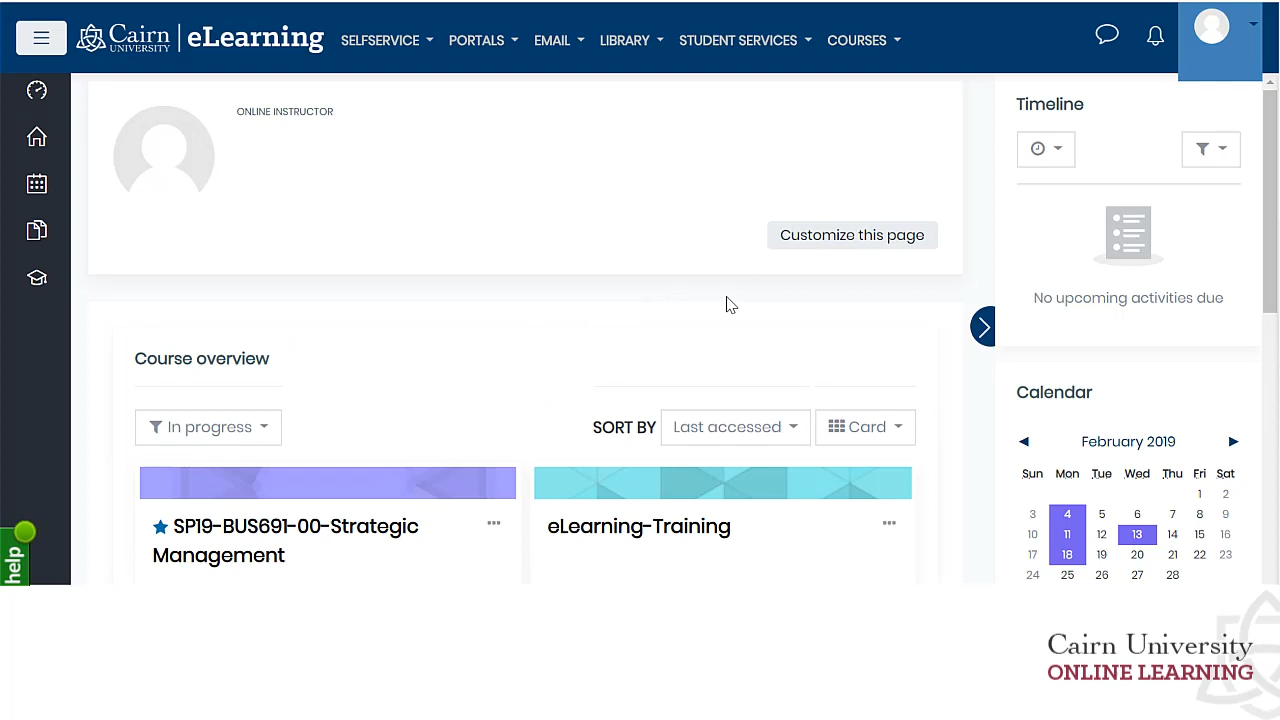 Cairn UNIVERSITY | eLearning SELFSERVICE PORTALS EMAIL LIBRARY STUDENT SERVICES COURSES
ONLINE INSTRUCTOR
Customize this page
Course overview
In progress
SORT BY Last accessed Card
SP19-BUS691-00-Strategic
Management
eLearning-Training
Timeline
No upcoming activities due
Calendar
February 2019
Sun Mon Tue Wed Thu Fri Sat
1 2
3 4 5 6 7 8 9
10 11 12 13 14 15 16
17 18 19 20 21 22 23
24 25 26 27 28
help
Cairn University
ONLINE LEARNING